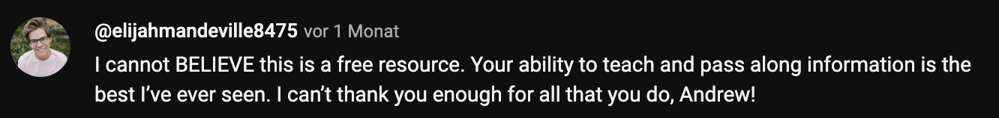 @elijahmandeville8475 vor 1 Monat
I cannot BELIEVE this is a free resource. Your ability to teach and pass along information is the
best I’ve ever seen. I can’t thank you enough for all that you do, Andrew!